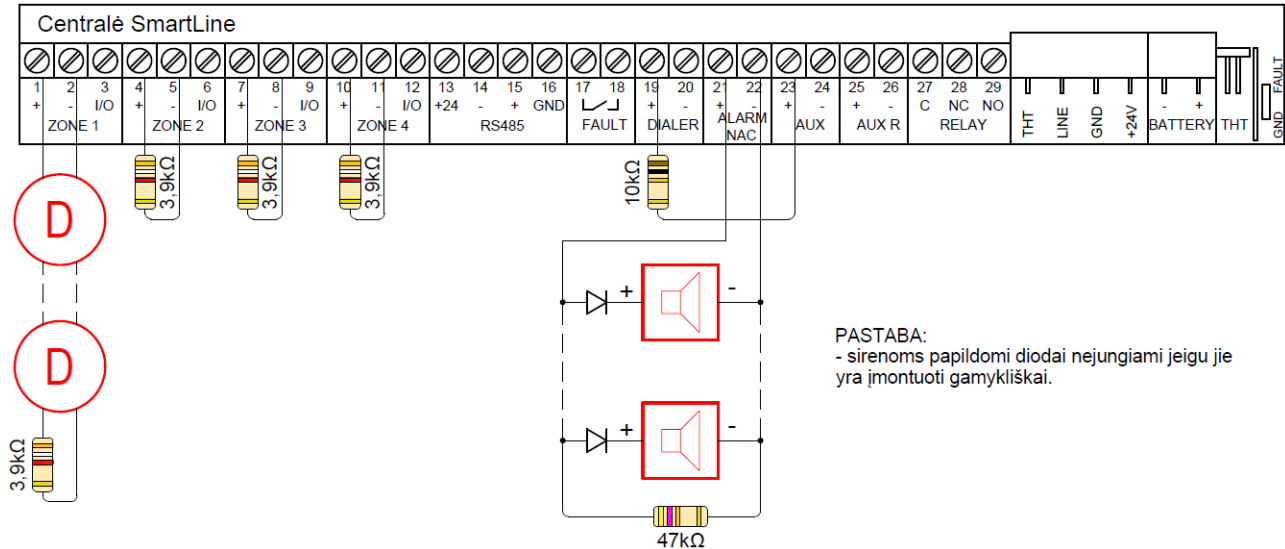 Centralė SmartLine
1 2 3 4 5 6 7 8 9 10 11 12 13 14 15 16 17 18 19 20 21 22 23 24 25 26 27 28 29
+ - I/O + - I/O + - I/O + - I/O +24 - + GND + - + - + - + - C NC NO
ZONE 1 ZONE 2 ZONE 3 ZONE 4 RS485 FAULT DIALER ALARM NAC AUX AUX R RELAY
THT LINE GND +24V
- +
BATTERY THT
GND FAULT
3,9kΩ
3,9kΩ
3,9kΩ
10kΩ
D
D
3,9kΩ
+ -
+ -
47kΩ
PASTABA:
- sirenoms papildomi diodai nejungiami jeigu jie
yra įmontuoti gamykliškai.